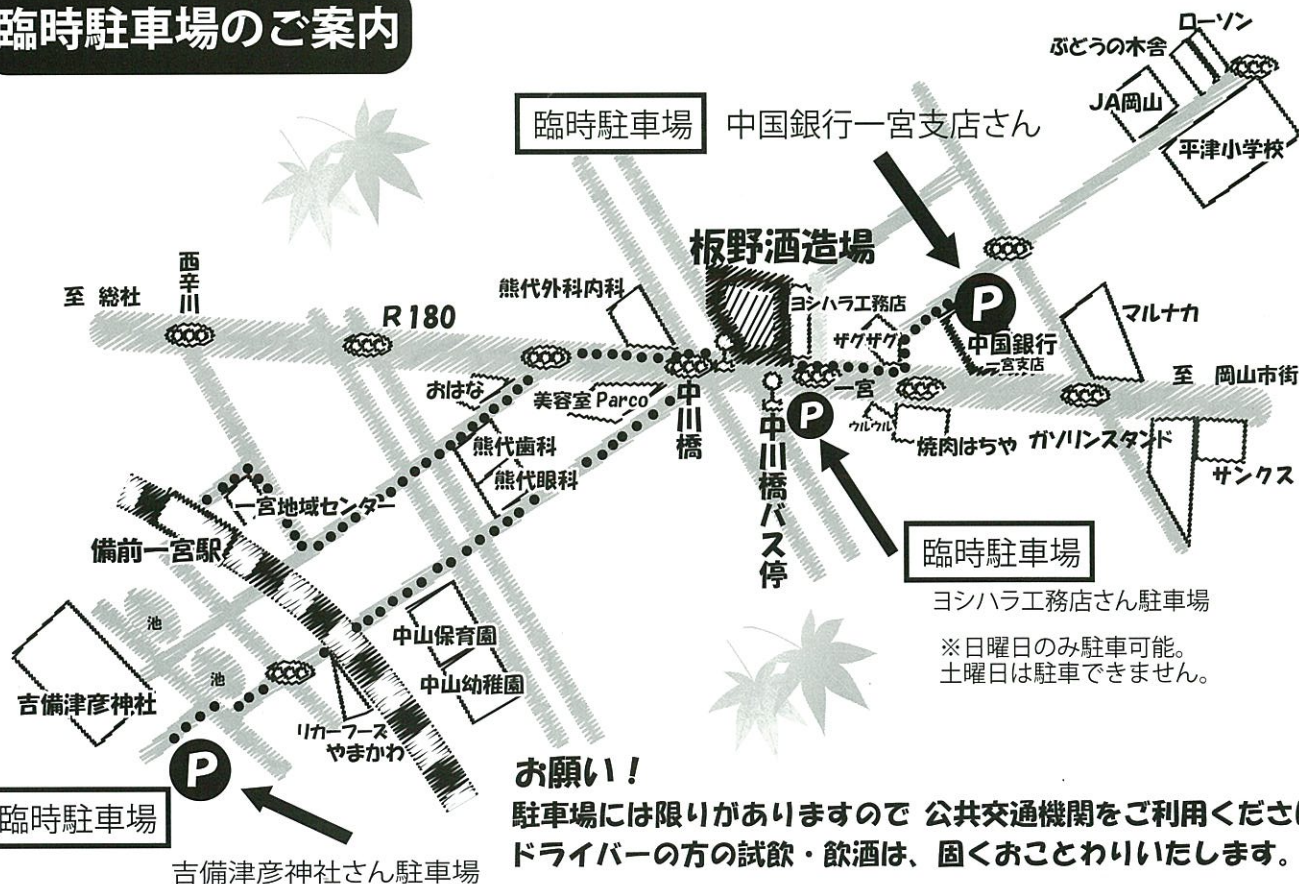 臨時駐車場のご案内
ローソン
ぶどうの木舎
JA岡山
平津小学校
臨時駐車場 中国銀行一宮支店さん
板野酒造場
西辛川
至 総社
R180
熊代外科内科
ヨシハラ工務店
ザグザグ
P
中国銀行
一宮支店
マルナカ
至 岡山市街
おはな
美容室 Parco
中川橋
中川橋バス停
一宮
P
ウルウル
焼肉はちや
ガソリンスタンド
サンクス
熊代歯科
熊代眼科
一宮地域センター
備前一宮駅
臨時駐車場
ヨシハラ工務店さん駐車場
※日曜日のみ駐車可能。
土曜日は駐車できません。
池
池
中山保育園
中山幼稚園
吉備津彦神社
リカーフーズ
やまかわ
P
臨時駐車場
吉備津彦神社さん駐車場
お願い！
駐車場には限りがありますので 公共交通機関をご利用くださ
ドライバーの方の試飲・飲酒は、固くおことわりいたします。